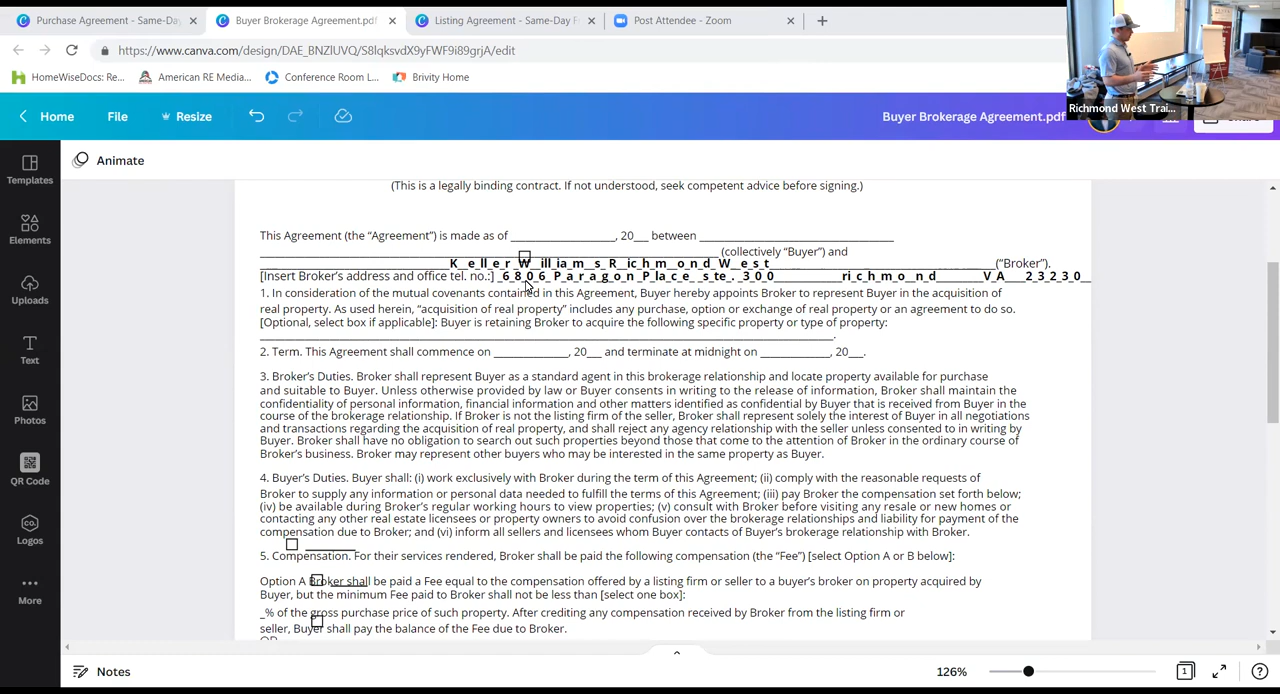 Purchase Agreement - Same-Day
Buyer Brokerage Agreement.pdf
Listing Agreement - Same-Day F
Post Attendee - Zoom
https://www.canva.com/design/DAE_BNZlUVQ/S8lqksvdX9yFWF9i89grjA/edit
HomeWiseDocs: Re...
American RE Media...
Conference Room L...
Brivity Home
Richmond West Trai...
Home
File
Resize
Buyer Brokerage Agreement.pdf
Animate
Templates
Elements
Uploads
Text
Photos
QR Code
Logos
More
(This is a legally binding contract. If not understood, seek competent advice before signing.)
This Agreement (the “Agreement”) is made as of __________________, 20___ between _________________________________
_____________________________________________________________________________ (collectively “Buyer”) and
________________________________K_e_ller_W_illiam_s_R_ich_m_ond_W_e_s_t______________________________________ (“Broker”).
[Insert Broker’s address and office tel. no.:] _6_8_0_6_P_a_r_a_g_o_n_P_la_c_e__s_te_._3_0_0____________r_ic_h_m_o__n_d________V_A____2_3_2_3_0__
1. In consideration of the mutual covenants contained in this Agreement, Buyer hereby appoints Broker to represent Buyer in the acquisition of
real property. As used herein, “acquisition of real property” includes any purchase, option or exchange of real property or an agreement to do so.
[Optional, select box if applicable]: Buyer is retaining Broker to acquire the following specific property or type of property:
__________________________________________________________________________________________________.
2. Term. This Agreement shall commence on _____________, 20___ and terminate at midnight on ____________, 20___.
3. Broker’s Duties. Broker shall represent Buyer as a standard agent in this brokerage relationship and locate property available for purchase
and suitable to Buyer. Unless otherwise provided by law or Buyer consents in writing to the release of information, Broker shall maintain the
confidentiality of personal information, financial information and other matters identified as confidential by Buyer that is received from Buyer in the
course of the brokerage relationship. If Broker is not the listing firm of the seller, Broker shall represent solely the interest of Buyer in all negotiations
and transactions regarding the acquisition of real property, and shall reject any agency relationship with the seller unless consented to in writing by
Buyer. Broker shall have no obligation to search out such properties beyond those that come to the attention of Broker in the ordinary course of
Broker’s business. Broker may represent other buyers who may be interested in the same property as Buyer.
4. Buyer’s Duties. Buyer shall: (i) work exclusively with Broker during the term of this Agreement; (ii) comply with the reasonable requests of
Broker to supply any information or personal data needed to fulfill the terms of this Agreement; (iii) pay Broker the compensation set forth below;
(iv) be available during Broker’s regular working hours to view properties; (v) consult with Broker before visiting any resale or new homes or
contacting any other real estate licensees or property owners to avoid confusion over the brokerage relationships and liability for payment of the
compensation due to Broker; and (vi) inform all sellers and licensees whom Buyer contacts of Buyer’s brokerage relationship with Broker.
5. Compensation. For their services rendered, Broker shall be paid the following compensation (the “Fee”) [select Option A or B below]:
Option A Broker shall be paid a Fee equal to the compensation offered by a listing firm or seller to a buyer’s broker on property acquired by
Buyer, but the minimum Fee paid to Broker shall not be less than [select one box]:
_% of the gross purchase price of such property. After crediting any compensation received by Broker from the listing firm or
seller, Buyer shall pay the balance of the Fee due to Broker.
OR
Notes
126%
1